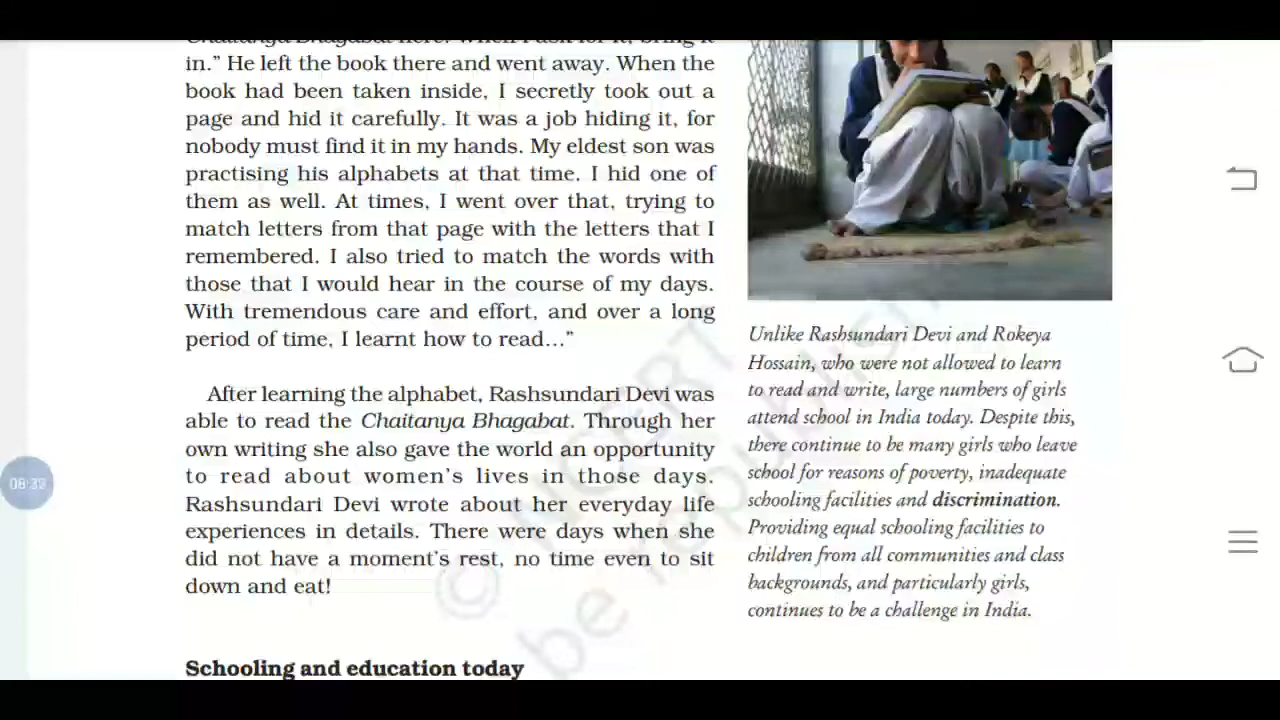 in.” He left the book there and went away. When the
book had been taken inside, I secretly took out a
page and hid it carefully. It was a job hiding it, for
nobody must find it in my hands. My eldest son was
practising his alphabets at that time. I hid one of
them as well. At times, I went over that, trying to
match letters from that page with the letters that I
remembered. I also tried to match the words with
those that I would hear in the course of my days.
With tremendous care and effort, and over a long
period of time, I learnt how to read…”
After learning the alphabet, Rashsundari Devi was
able to read the Chaitanya Bhagabat. Through her
own writing she also gave the world an opportunity
to read about women’s lives in those days.
Rashsundari Devi wrote about her everyday life
experiences in details. There were days when she
did not have a moment’s rest, no time even to sit
down and eat!
Schooling and education today
Unlike Rashsundari Devi and Rokeya
Hossain, who were not allowed to learn
to read and write, large numbers of girls
attend school in India today. Despite this,
there continue to be many girls who leave
school for reasons of poverty, inadequate
schooling facilities and discrimination.
Providing equal schooling facilities to
children from all communities and class
backgrounds, and particularly girls,
continues to be a challenge in India.
© NCERT
be republish